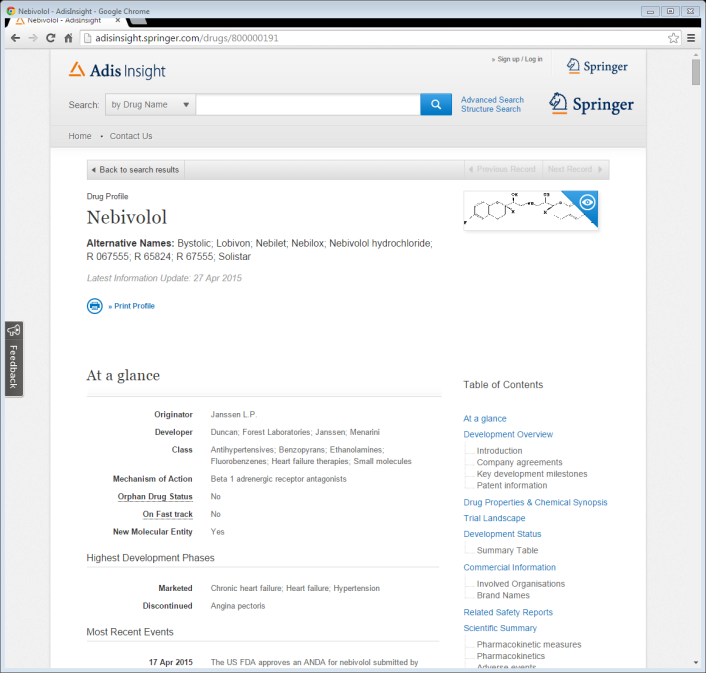 Nebivolol - AdisInsight - Google Chrome
Nebivolol - AdisInsight
adisinsight.springer.com/drugs/800000191
» Sign up / Log in
Springer
Adis Insight
Search: by Drug Name
Advanced Search
Structure Search
Springer
Home • Contact Us
Back to search results
Previous Record
Next Record
Drug Profile
Nebivolol
Alternative Names: Bystolic; Lobivon; Nebilet; Nebilox; Nebivolol hydrochloride;
R 067555; R 65824; R 67555; Solistar
Latest Information Update: 27 Apr 2015
» Print Profile
Feedback
At a glance
Originator Janssen L.P.
Developer Duncan; Forest Laboratories; Janssen; Menarini
Class Antihypertensives; Benzopyrans; Ethanolamines;
Fluorobenzenes; Heart failure therapies; Small molecules
Mechanism of Action Beta 1 adrenergic receptor antagonists
Orphan Drug Status No
On Fast track No
New Molecular Entity Yes
Highest Development Phases
Marketed Chronic heart failure; Heart failure; Hypertension
Discontinued Angina pectoris
Most Recent Events
17 Apr 2015 The US FDA approves an ANDA for nebivolol submitted by
Table of Contents
At a glance
Development Overview
Introduction
Company agreements
Key development milestones
Patent information
Drug Properties & Chemical Synopsis
Trial Landscape
Development Status
Summary Table
Commercial Information
Involved Organisations
Brand Names
Related Safety Reports
Scientific Summary
Pharmacokinetic measures
Pharmacokinetics
Adverse events